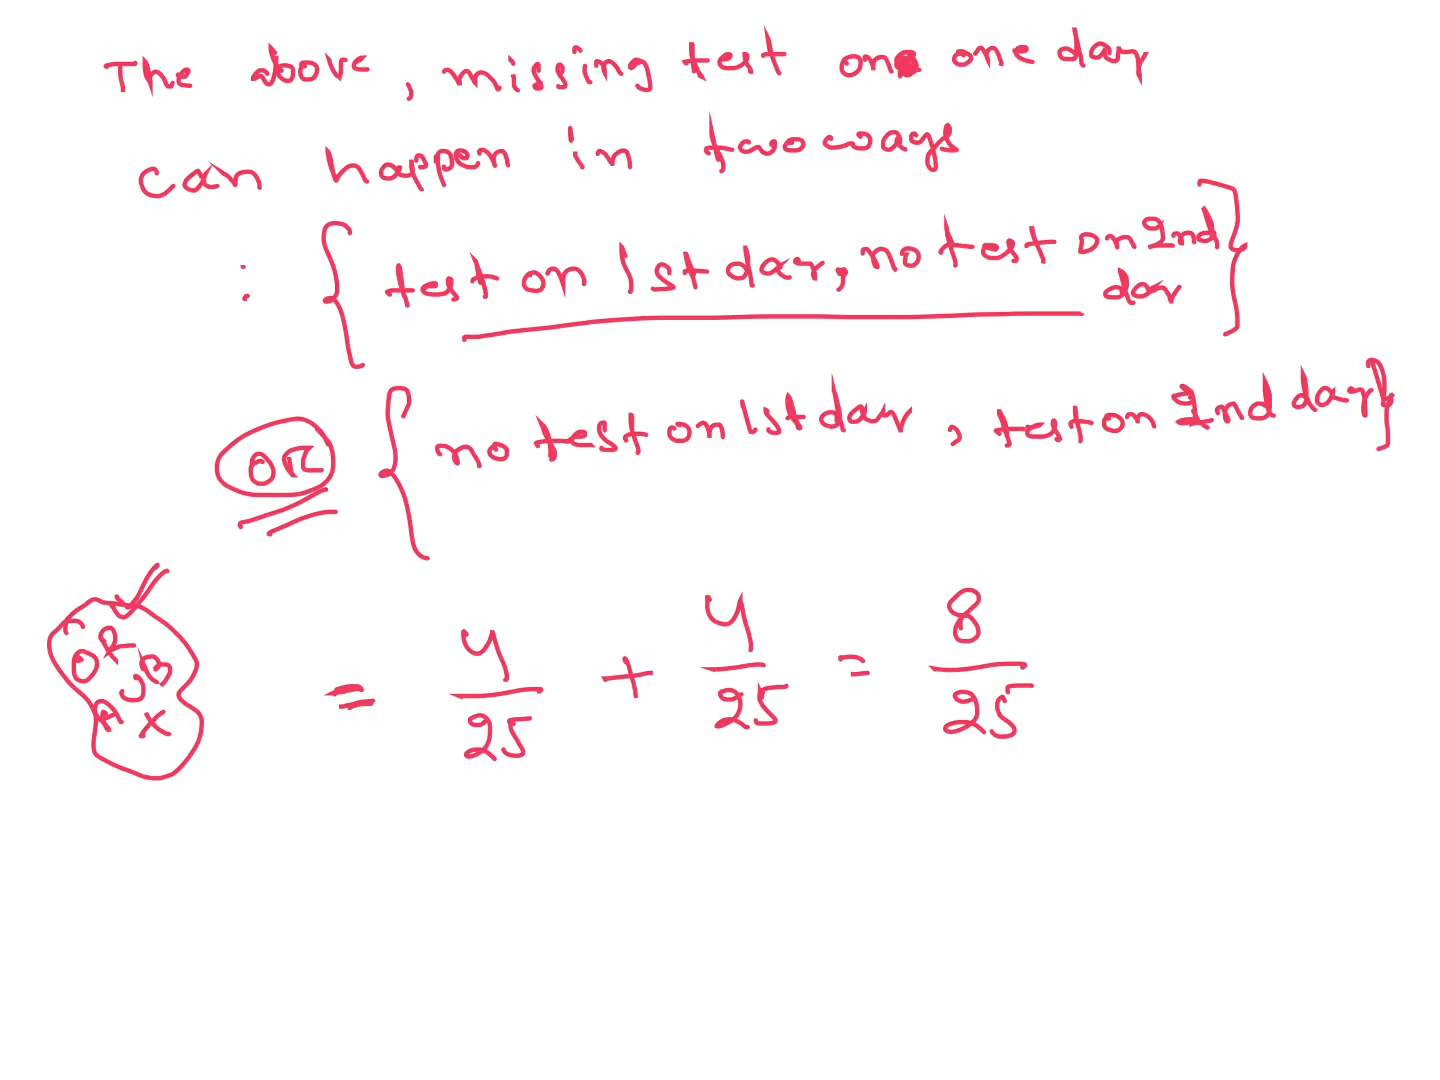 The above, missing test on one day
can happen in two ways
: { test on 1st day, no test on 2nd
day }
OR { no test on 1st day, test on 2nd day }
OR
A ∪ B
X
= 4/25 + 4/25 = 8/25